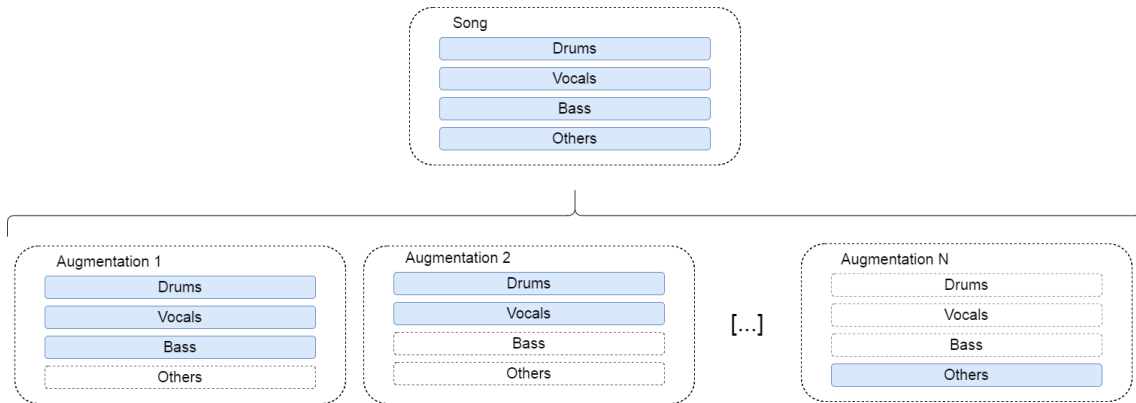 Song
Drums
Vocals
Bass
Others
Augmentation 1
Drums
Vocals
Bass
Others
Augmentation 2
Drums
Vocals
Bass
Others
[...]
Augmentation N
Drums
Vocals
Bass
Others